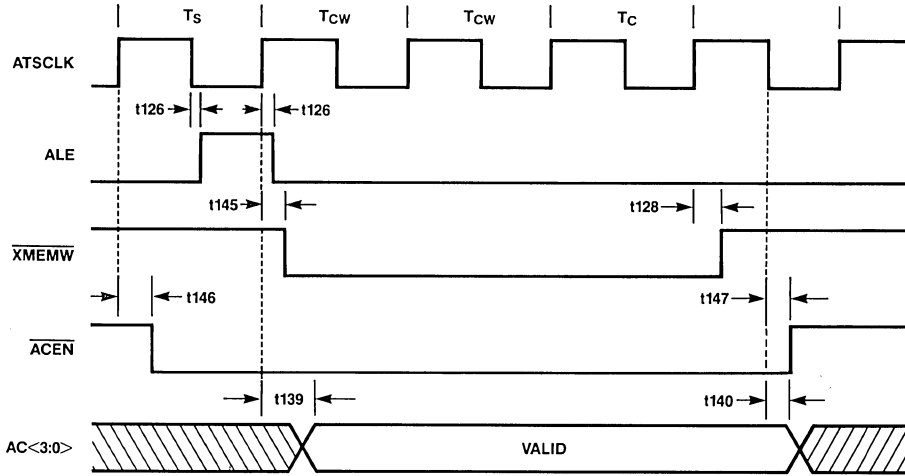 TS TCW TCW TC
ATSCLK
t126 t126
ALE
t145 t128
XMEMW
t146 t147
ACEN
t139 t140
AC<3:0> VALID